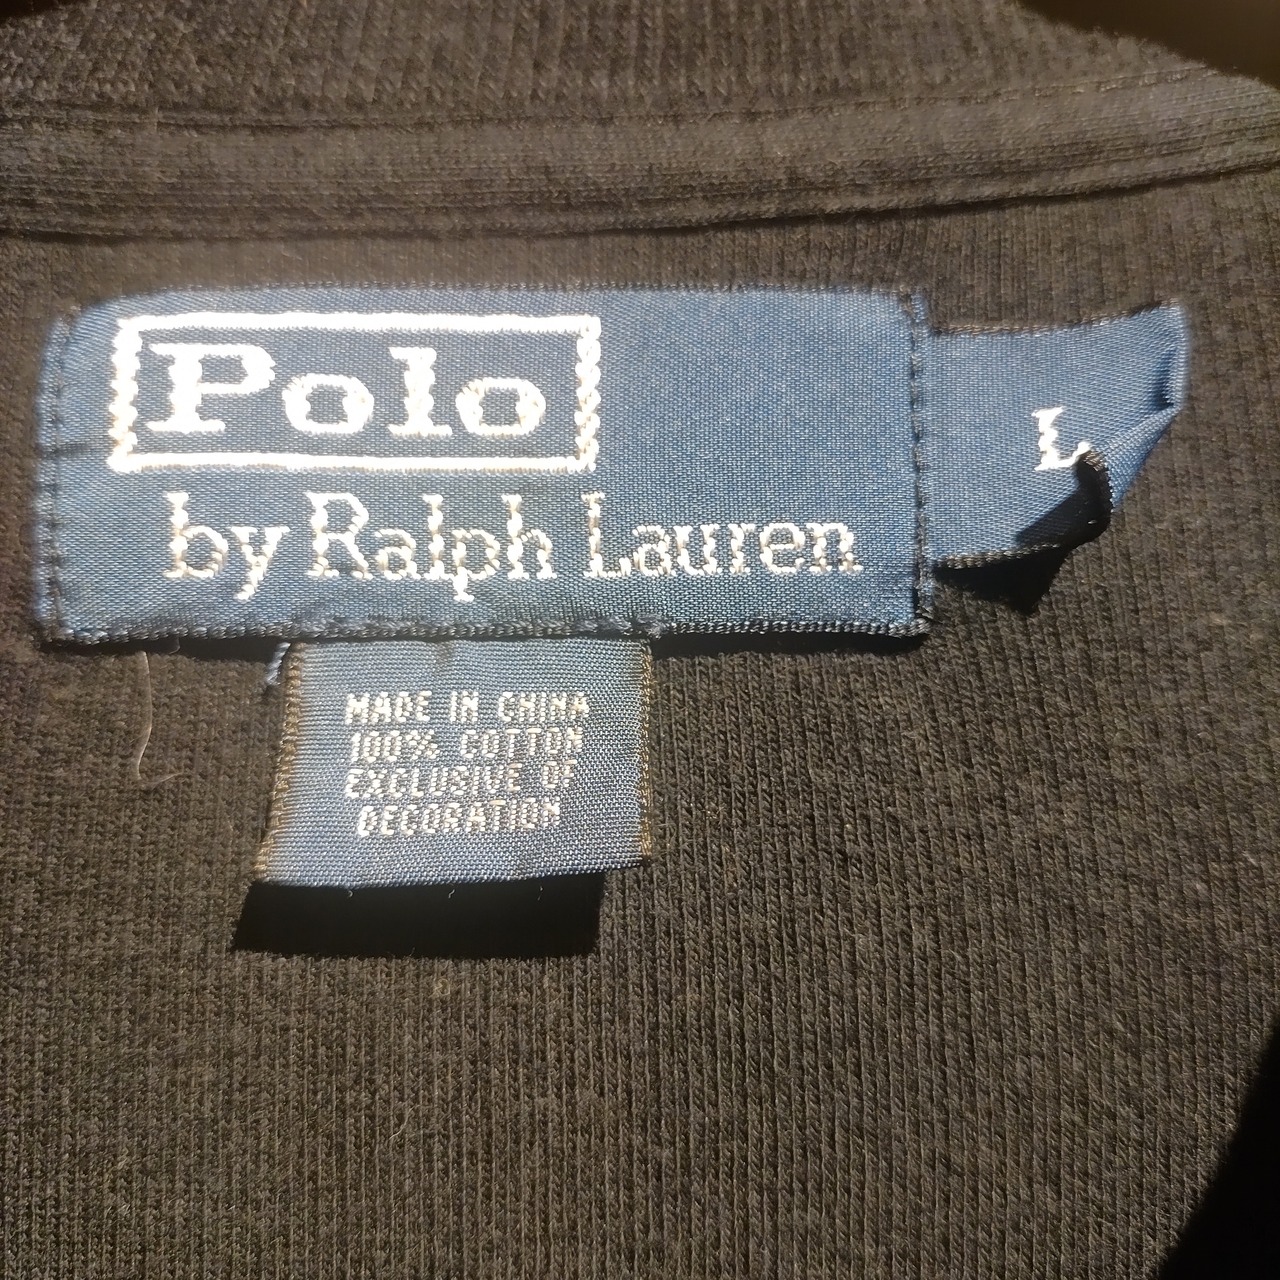 Polo
by Ralph Lauren
L
MADE IN CHINA
100% COTTON
EXCLUSIVE OF
DECORATION